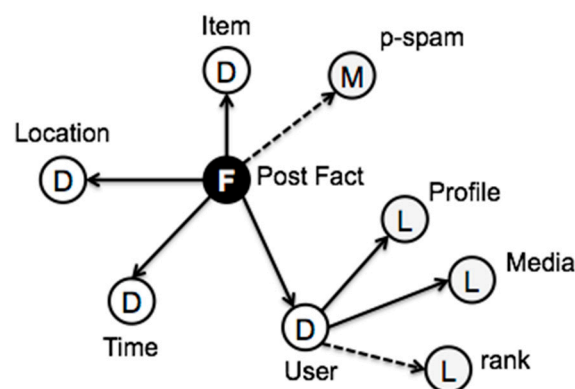 Item
D
p-spam
M
Location
D
F Post Fact
Profile
L
Media
L
D
Time
D
User
rank
L